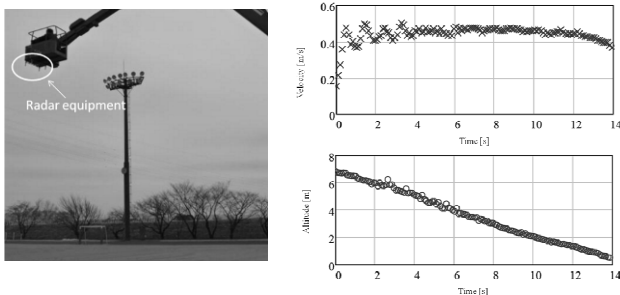 Radar equipment
0.6
0.4
0.2
0
Velocity [m/s]
0 2 4 6 8 10 12 14
Time [s]
8
6
4
2
0
Altitude [m]
0 2 4 6 8 10 12 14
Time [s]